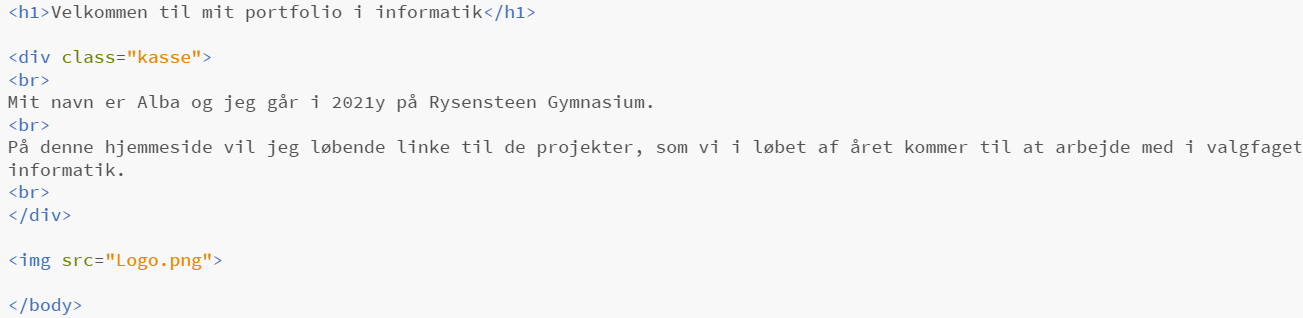 <h1>Velkommen til mit portfolio i informatik</h1>
<div class="kasse">
<br>
Mit navn er Alba og jeg går i 2021y på Rysensteen Gymnasium.
<br>
På denne hjemmeside vil jeg løbende linke til de projekter, som vi i løbet af året kommer til at arbejde med i valgfaget
informatik.
<br>
</div>
<img src="Logo.png">
</body>